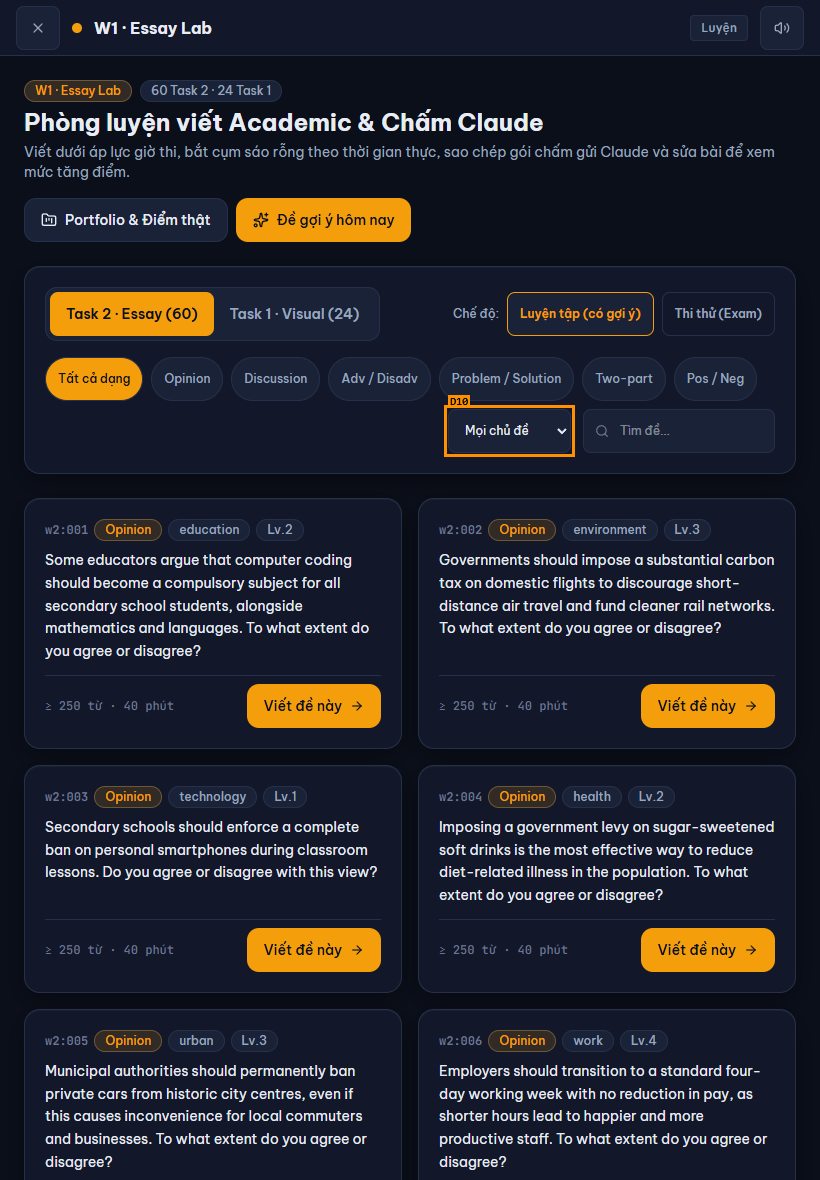 W1 · Essay Lab
Luyện
W1 · Essay Lab
60 Task 2 · 24 Task 1
Phòng luyện viết Academic & Chấm Claude
Viết dưới áp lực giờ thi, bắt cụm sáo rỗng theo thời gian thực, sao chép gói chấm gửi Claude và sửa bài để xem
mức tăng điểm.
Portfolio & Điểm thật
Đề gợi ý hôm nay
Task 2 · Essay (60)
Task 1 · Visual (24)
Chế độ:
Luyện tập (có gợi ý)
Thi thử (Exam)
Tất cả dạng
Opinion
Discussion
Adv / Disadv
Problem / Solution
Two-part
Pos / Neg
D10
Mọi chủ đề
Tìm đề...
w2:001 Opinion education Lv.2
Some educators argue that computer coding
should become a compulsory subject for all
secondary school students, alongside
mathematics and languages. To what extent do
you agree or disagree?
≥ 250 từ · 40 phút
Viết đề này →
w2:002 Opinion environment Lv.3
Governments should impose a substantial carbon
tax on domestic flights to discourage short-
distance air travel and fund cleaner rail networks.
To what extent do you agree or disagree?
≥ 250 từ · 40 phút
Viết đề này →
w2:003 Opinion technology Lv.1
Secondary schools should enforce a complete
ban on personal smartphones during classroom
lessons. Do you agree or disagree with this view?
≥ 250 từ · 40 phút
Viết đề này →
w2:004 Opinion health Lv.2
Imposing a government levy on sugar-sweetened
soft drinks is the most effective way to reduce
diet-related illness in the population. To what
extent do you agree or disagree?
≥ 250 từ · 40 phút
Viết đề này →
w2:005 Opinion urban Lv.3
Municipal authorities should permanently ban
private cars from historic city centres, even if
this causes inconvenience for local commuters
and businesses. To what extent do you agree or
disagree?
w2:006 Opinion work Lv.4
Employers should transition to a standard four-
day working week with no reduction in pay, as
shorter hours lead to happier and more
productive staff. To what extent do you agree or
disagree?